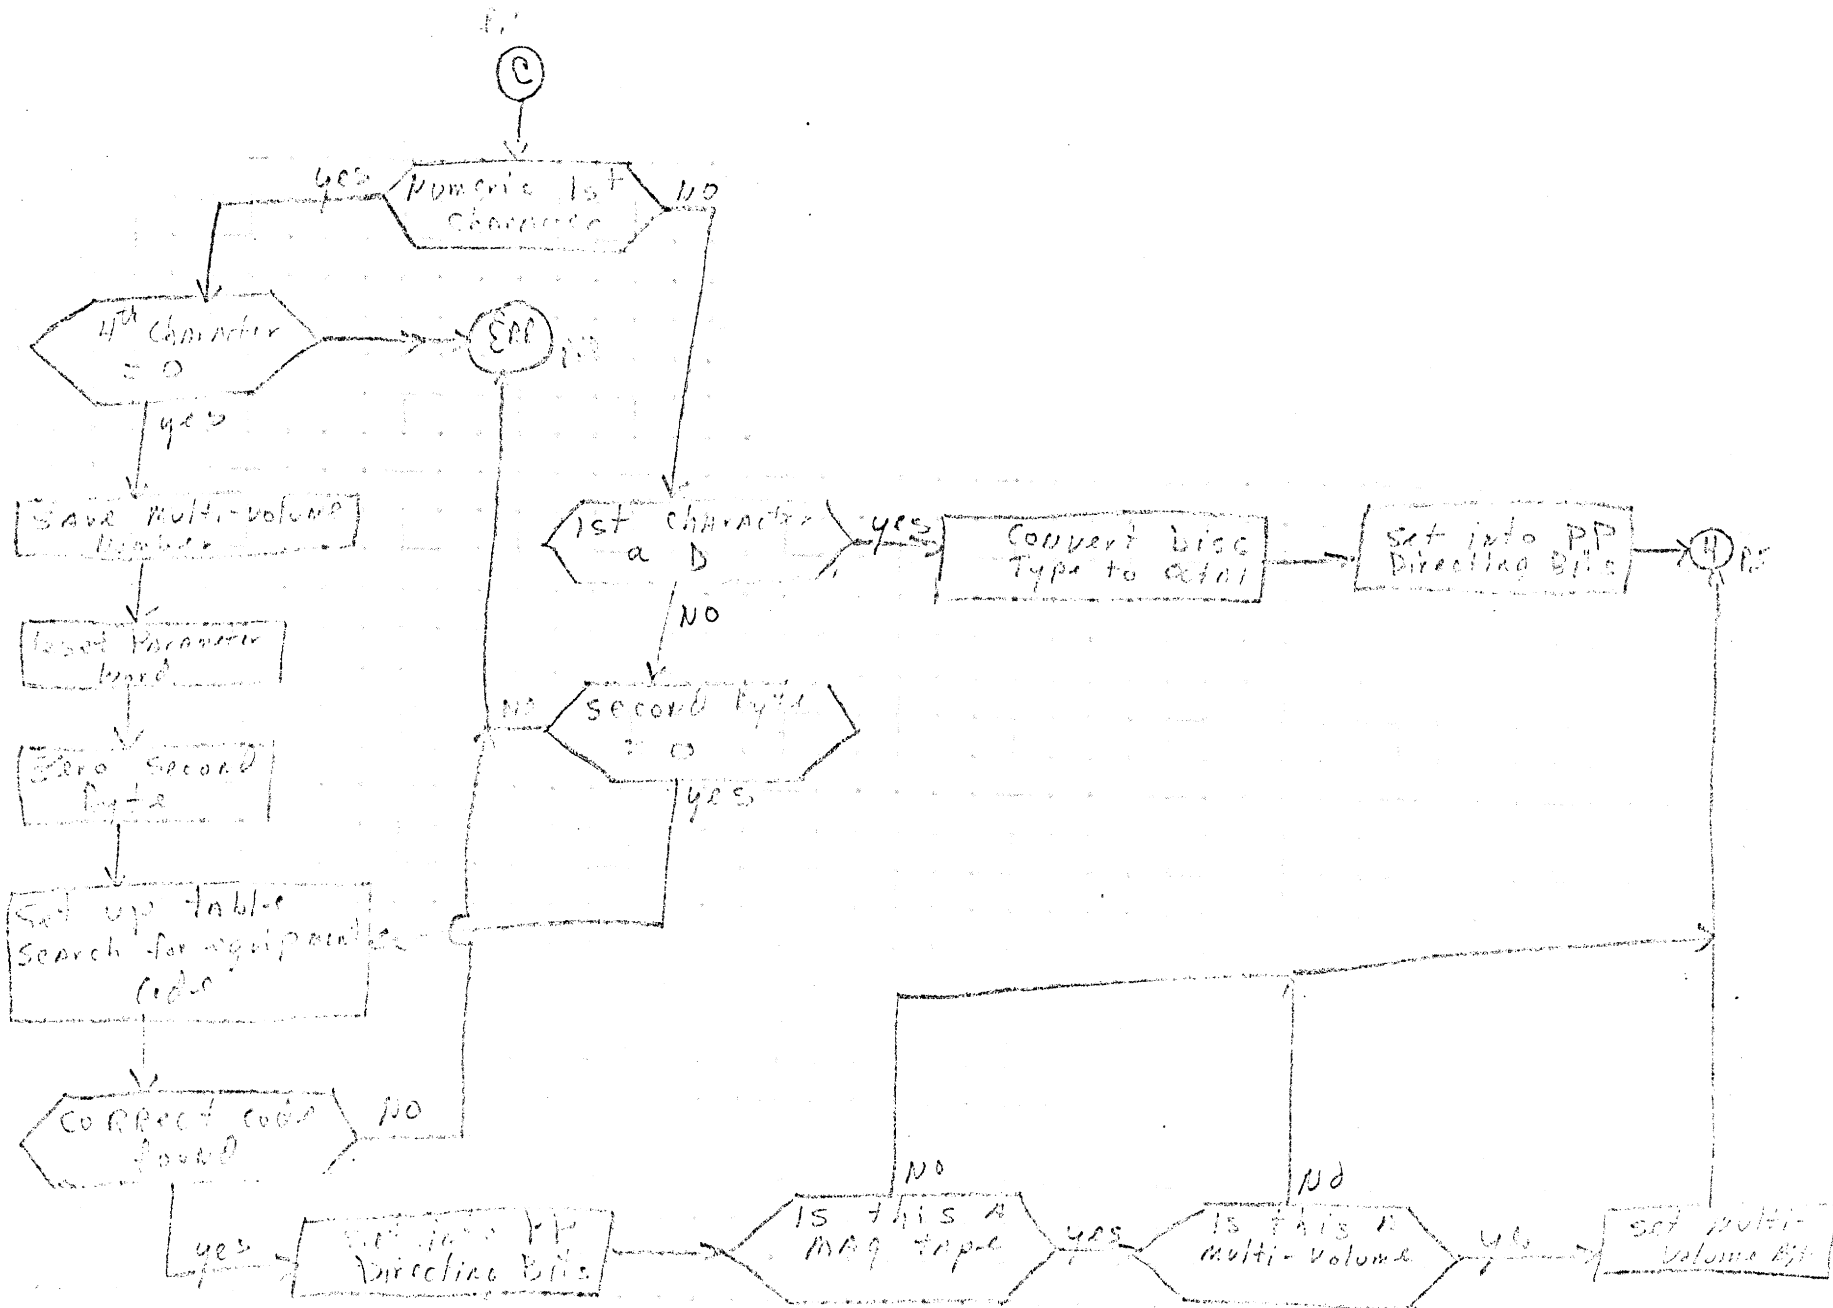 C
yes
Numeric 1st
Character
NO
4th Character
= 0
ERR
yes
Save Multi-volume
Number
1st Character
a D
yes
Convert Disc
Type to Octal
Set into PP
Directing Bits
4
P5
NO
Parameter
Word
NO
Second byte
= 0
Zero Second
Byte
yes
Set up table
Search for equipment
Code
Correct code
found
NO
yes
Set into PP
Directing Bits
NO
Is this A
MAg tape
yes
NO
Is this A
Multi-Volume
yes
Set Multi-
Volume Bit